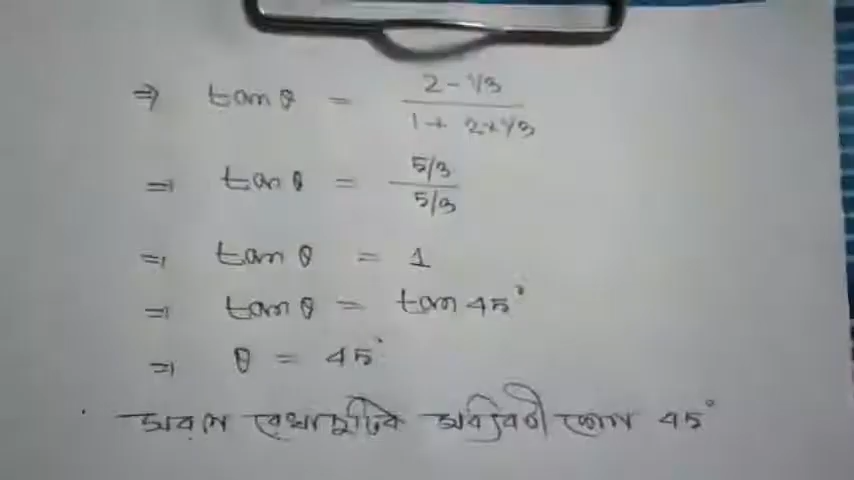 ⇒ tan θ = (2 - 1/3)/(1 + 2×1/3)
⇒ tan θ = (5/3)/(5/3)
⇒ tan θ = 1
⇒ tan θ = tan 45°
⇒ θ = 45°
∴ সরল রেখাদুটির অন্তর্বর্তী কোণ 45°